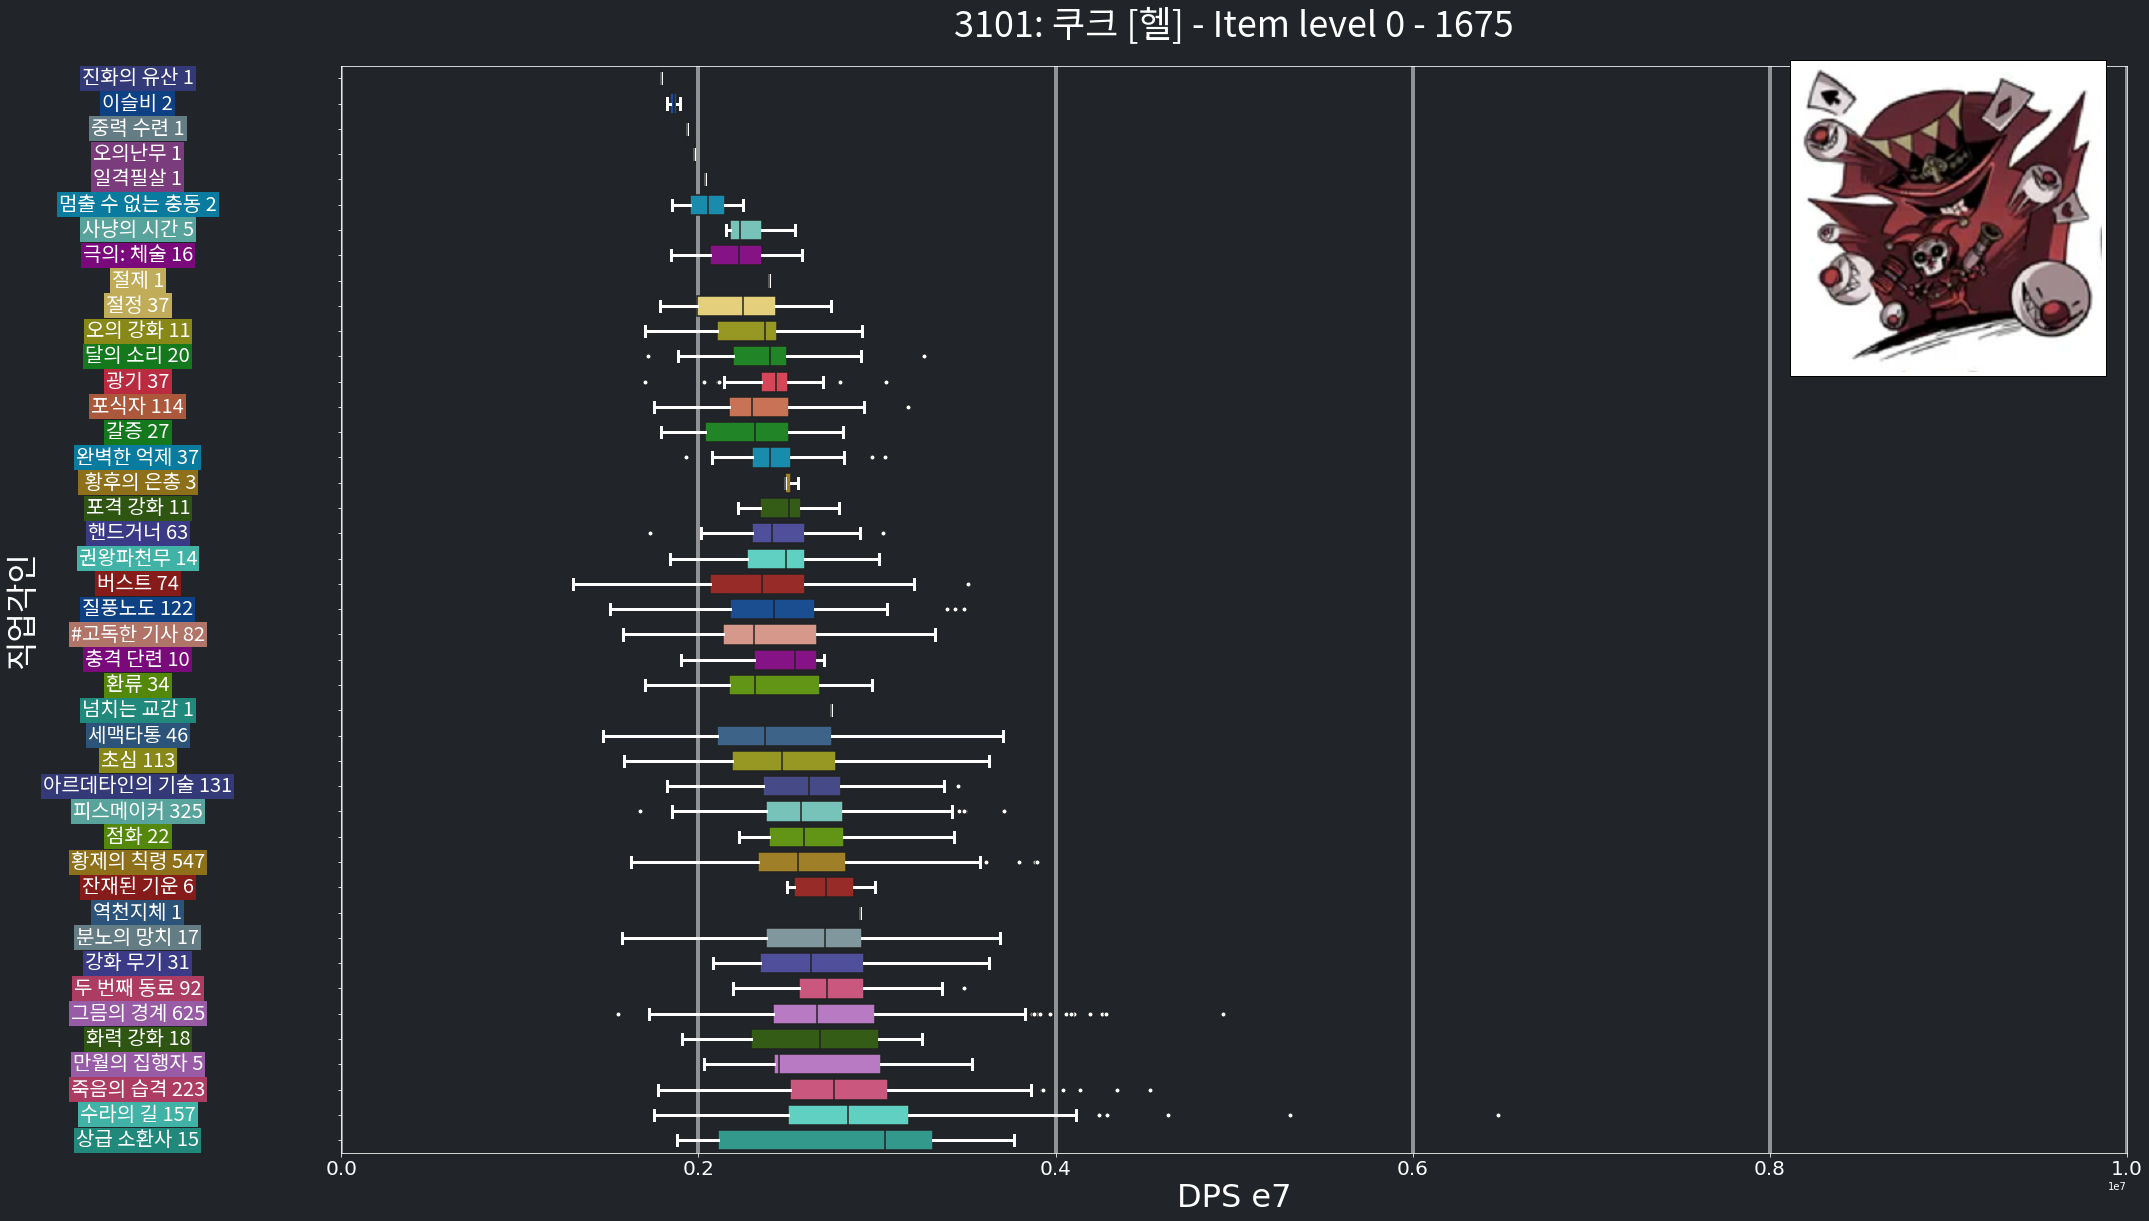 3101: 쿠크 [헬] - Item level 0 - 1675
진화의 유산 1
이슬비 2
중력 수련 1
오의난무 1
일격필살 1
멈출 수 없는 충동 2
사냥의 시간 5
극의: 체술 16
절제 1
절정 37
오의 강화 11
달의 소리 20
광기 37
포식자 114
갈증 27
완벽한 억제 37
황후의 은총 3
포격 강화 11
핸드거너 63
권왕파천무 14
버스트 74
질풍노도 122
#고독한 기사 82
충격 단련 10
환류 34
넘치는 교감 1
세맥타통 46
초심 113
아르데타인의 기술 131
피스메이커 325
점화 22
황제의 칙령 547
잔재된 기운 6
역천지체 1
분노의 망치 17
강화 무기 31
두 번째 동료 92
그믐의 경계 625
화력 강화 18
만월의 집행자 5
죽음의 습격 223
수라의 길 157
상급 소환사 15
직업각인
0.0 0.2 0.4 0.6 0.8 1.0
1e7
DPS e7